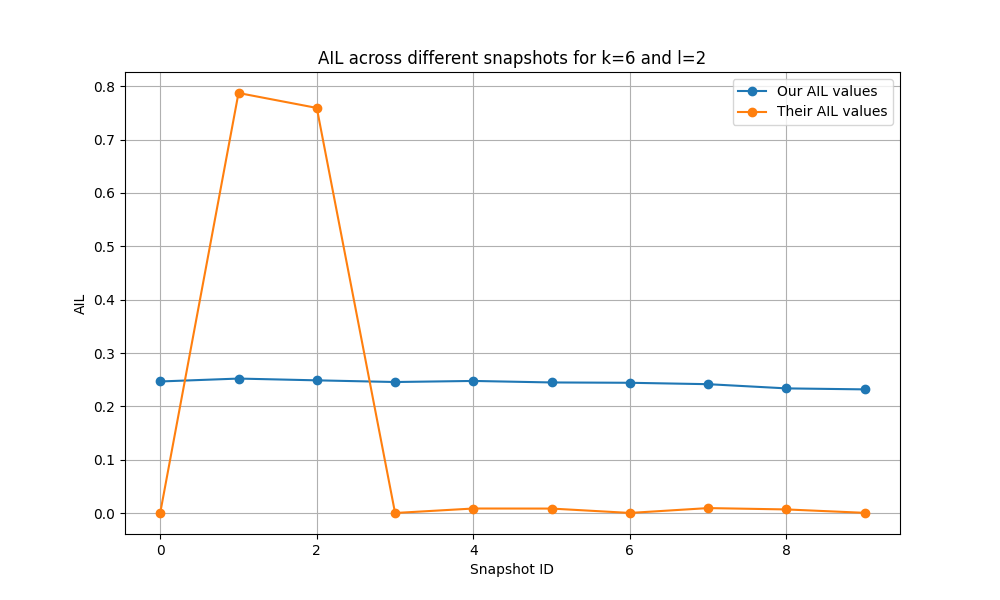 AIL across different snapshots for k=6 and l=2
Our AIL values
Their AIL values
0.8
0.7
0.6
0.5
0.4
0.3
0.2
0.1
0.0
AIL
0 2 4 6 8
Snapshot ID